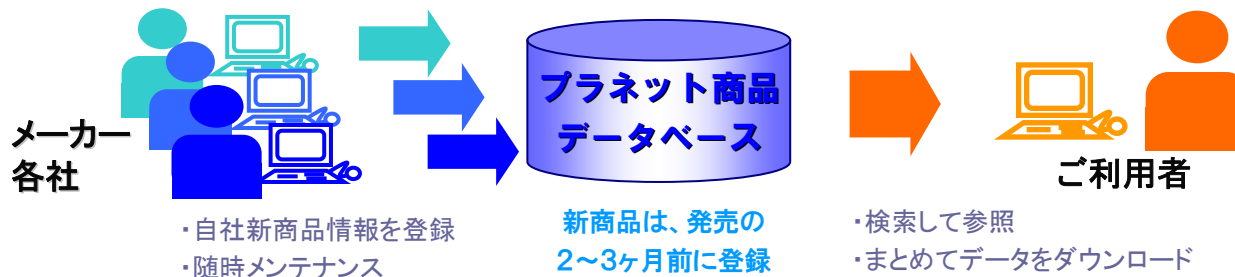 メーカー
各社
・自社新商品情報を登録
・随時メンテナンス
プラネット商品
データベース
新商品は、発売の
2～3ヶ月前に登録
ご利用者
・検索して参照
・まとめてデータをダウンロード